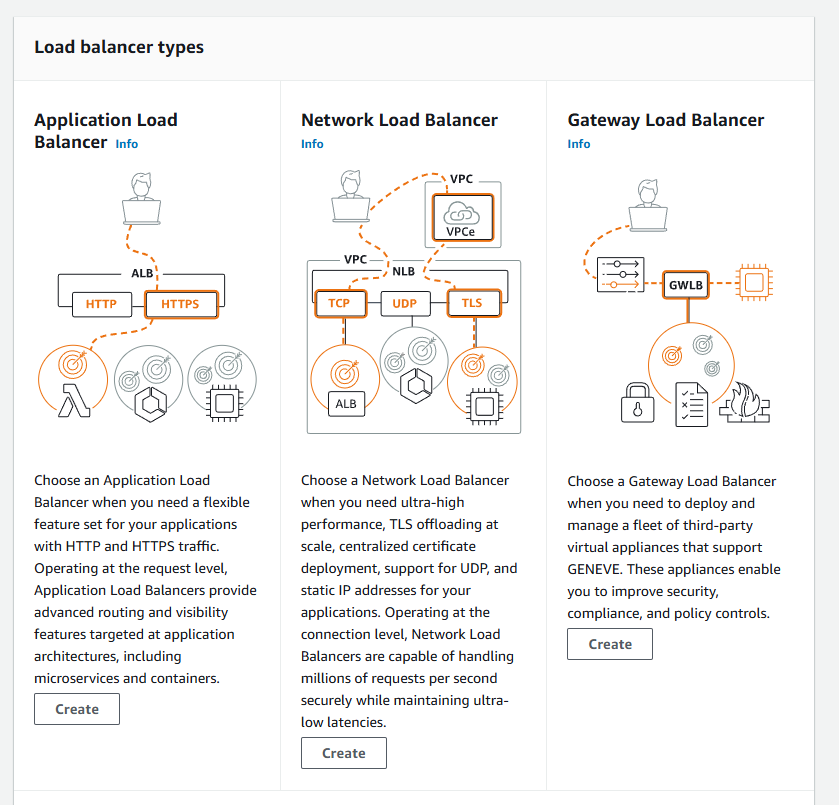 Load balancer types
Application Load
Balancer Info
ALB
HTTP
HTTPS
Choose an Application Load
Balancer when you need a flexible
feature set for your applications
with HTTP and HTTPS traffic.
Operating at the request level,
Application Load Balancers provide
advanced routing and visibility
features targeted at application
architectures, including
microservices and containers.
Create
Network Load Balancer
Info
VPC
VPCe
VPC
NLB
TCP
UDP
TLS
ALB
Choose a Network Load Balancer
when you need ultra-high
performance, TLS offloading at
scale, centralized certificate
deployment, support for UDP, and
static IP addresses for your
applications. Operating at the
connection level, Network Load
Balancers are capable of handling
millions of requests per second
securely while maintaining ultra-
low latencies.
Create
Gateway Load Balancer
Info
GWLB
Choose a Gateway Load Balancer
when you need to deploy and
manage a fleet of third-party
virtual appliances that support
GENEVE. These appliances enable
you to improve security,
compliance, and policy controls.
Create